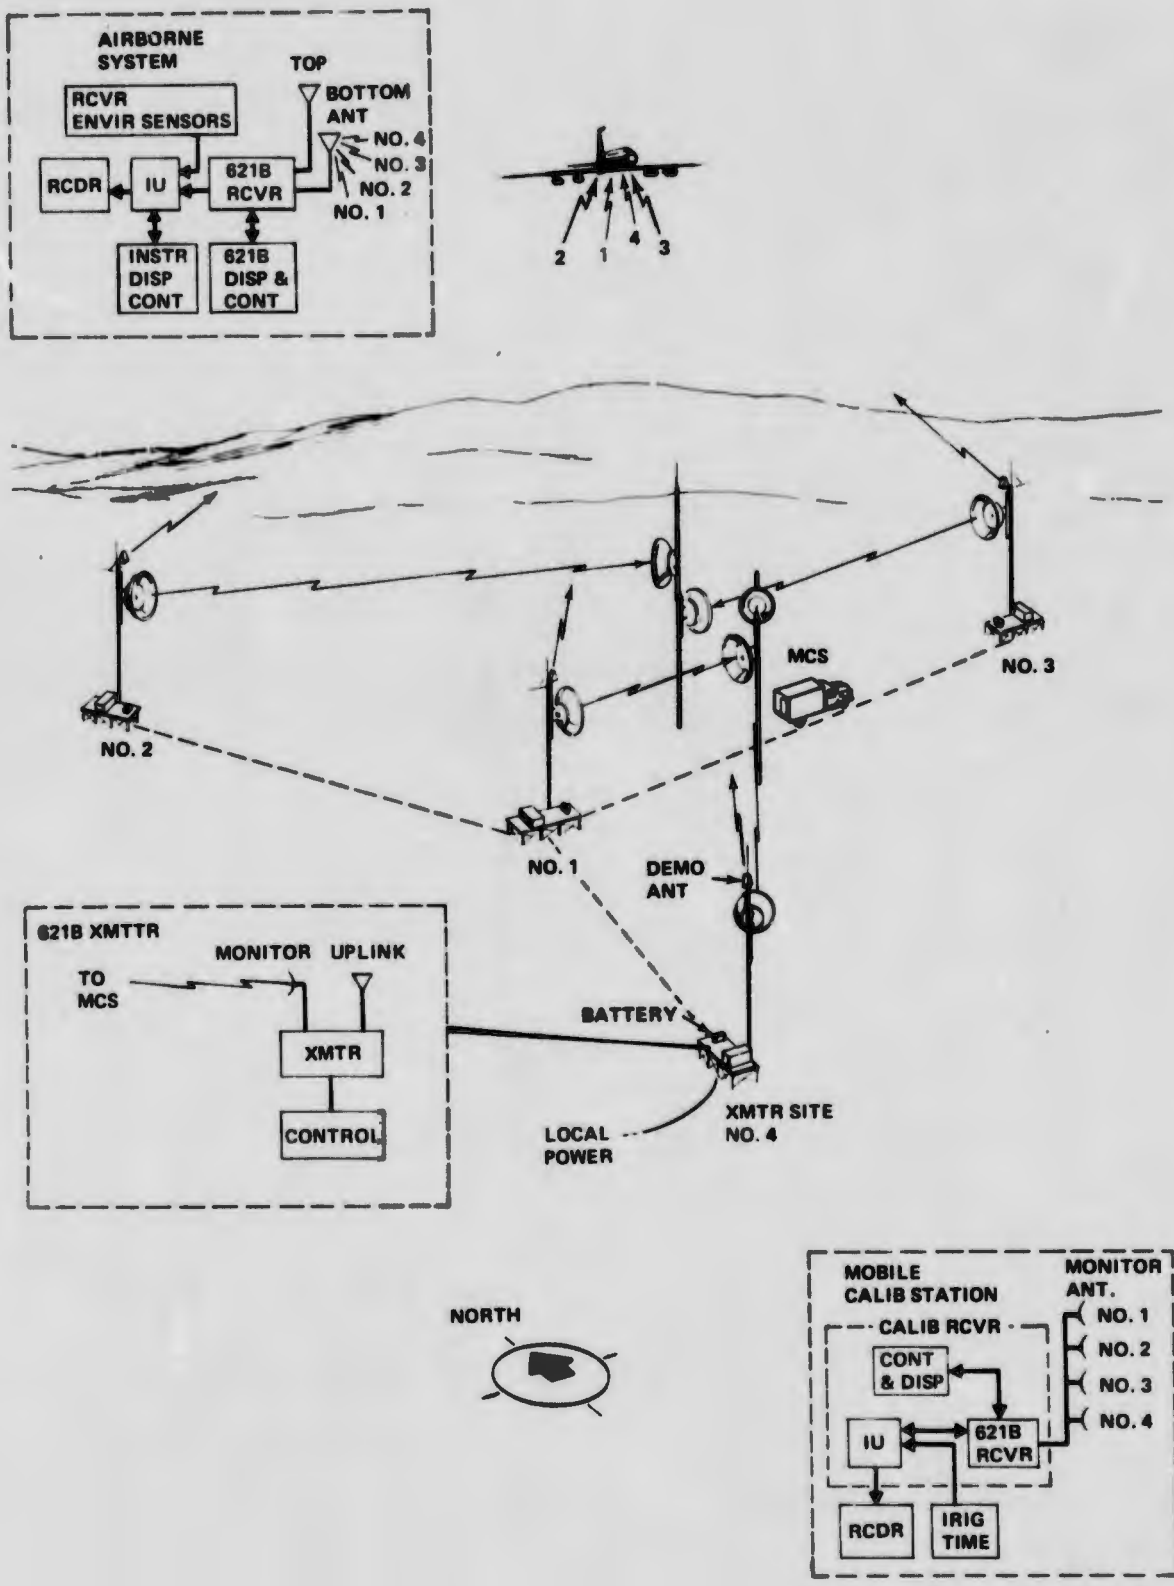 AIRBORNE
SYSTEM
TOP
RCVR
ENVIR SENSORS
BOTTOM
ANT
NO. 4
NO. 3
NO. 2
NO. 1
RCDR
IU
621B
RCVR
INSTR
DISP
CONT
621B
DISP &
CONT
2
1
4
3
MCS
NO. 3
NO. 2
NO. 1
DEMO
ANT
621B XMTTR
MONITOR
UPLINK
TO
MCS
XMTR
CONTROL
BATTERY
LOCAL
POWER
XMTR SITE
NO. 4
NORTH
MOBILE
CALIB STATION
MONITOR
ANT.
CALIB RCVR
NO. 1
NO. 2
NO. 3
NO. 4
CONT
& DISP
IU
621B
RCVR
RCDR
IRIG
TIME